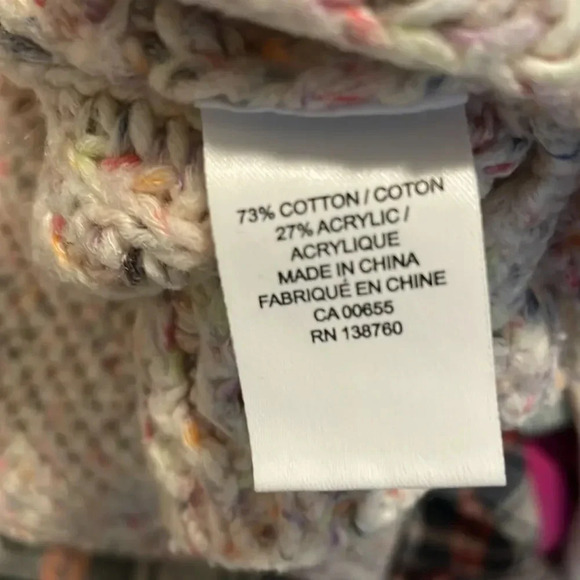 73% COTTON / COTON
27% ACRYLIC /
ACRYLIQUE
MADE IN CHINA
FABRIQUÉ EN CHINE
CA 00655
RN 138760